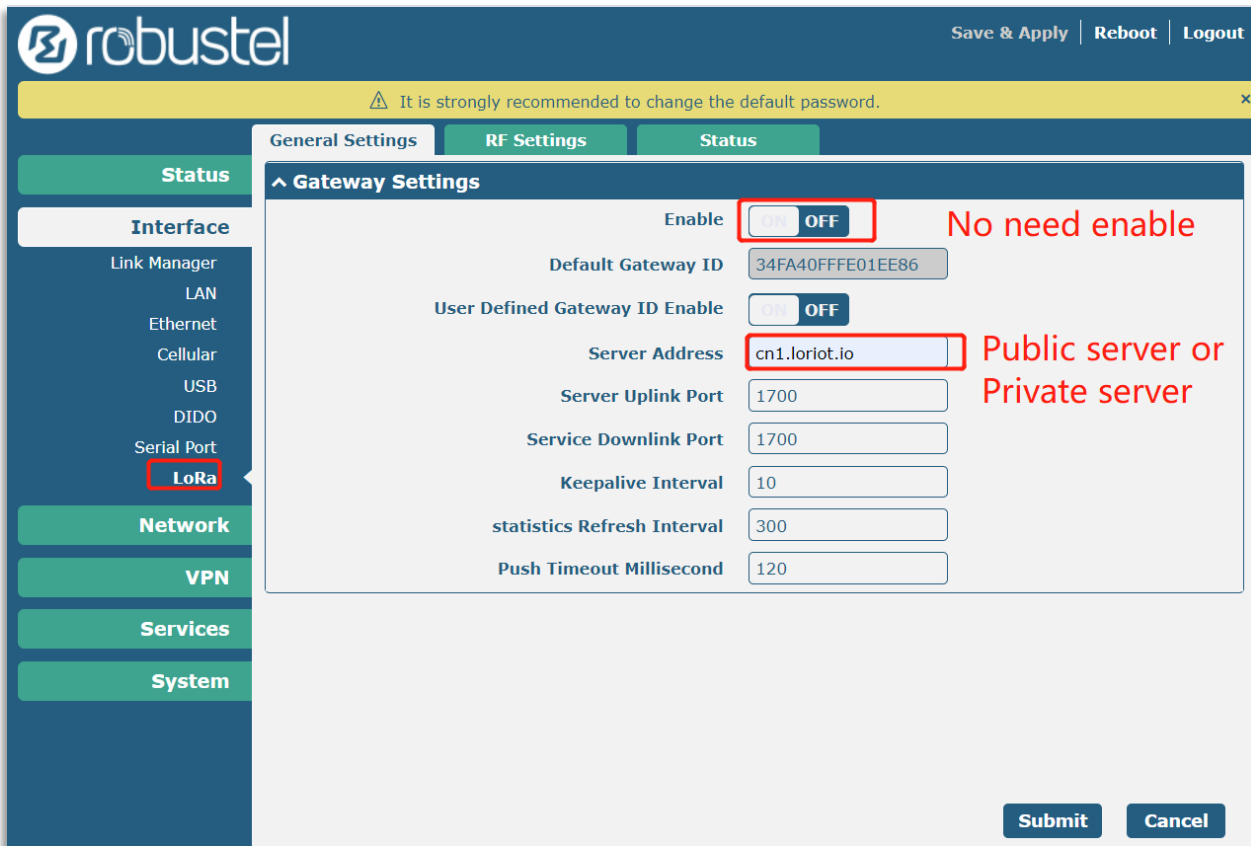 robustel
Save & Apply | Reboot | Logout
⚠ It is strongly recommended to change the default password. ×
General Settings RF Settings Status
Status
Interface
Link Manager
LAN
Ethernet
Cellular
USB
DIDO
Serial Port
LoRa
Network
VPN
Services
System
Gateway Settings
Enable ON OFF No need enable
Default Gateway ID 34FA40FFFE01EE86
User Defined Gateway ID Enable ON OFF
Server Address cn1.loriot.io Public server or
Private server
Server Uplink Port 1700
Service Downlink Port 1700
Keepalive Interval 10
statistics Refresh Interval 300
Push Timeout Millisecond 120
Submit Cancel